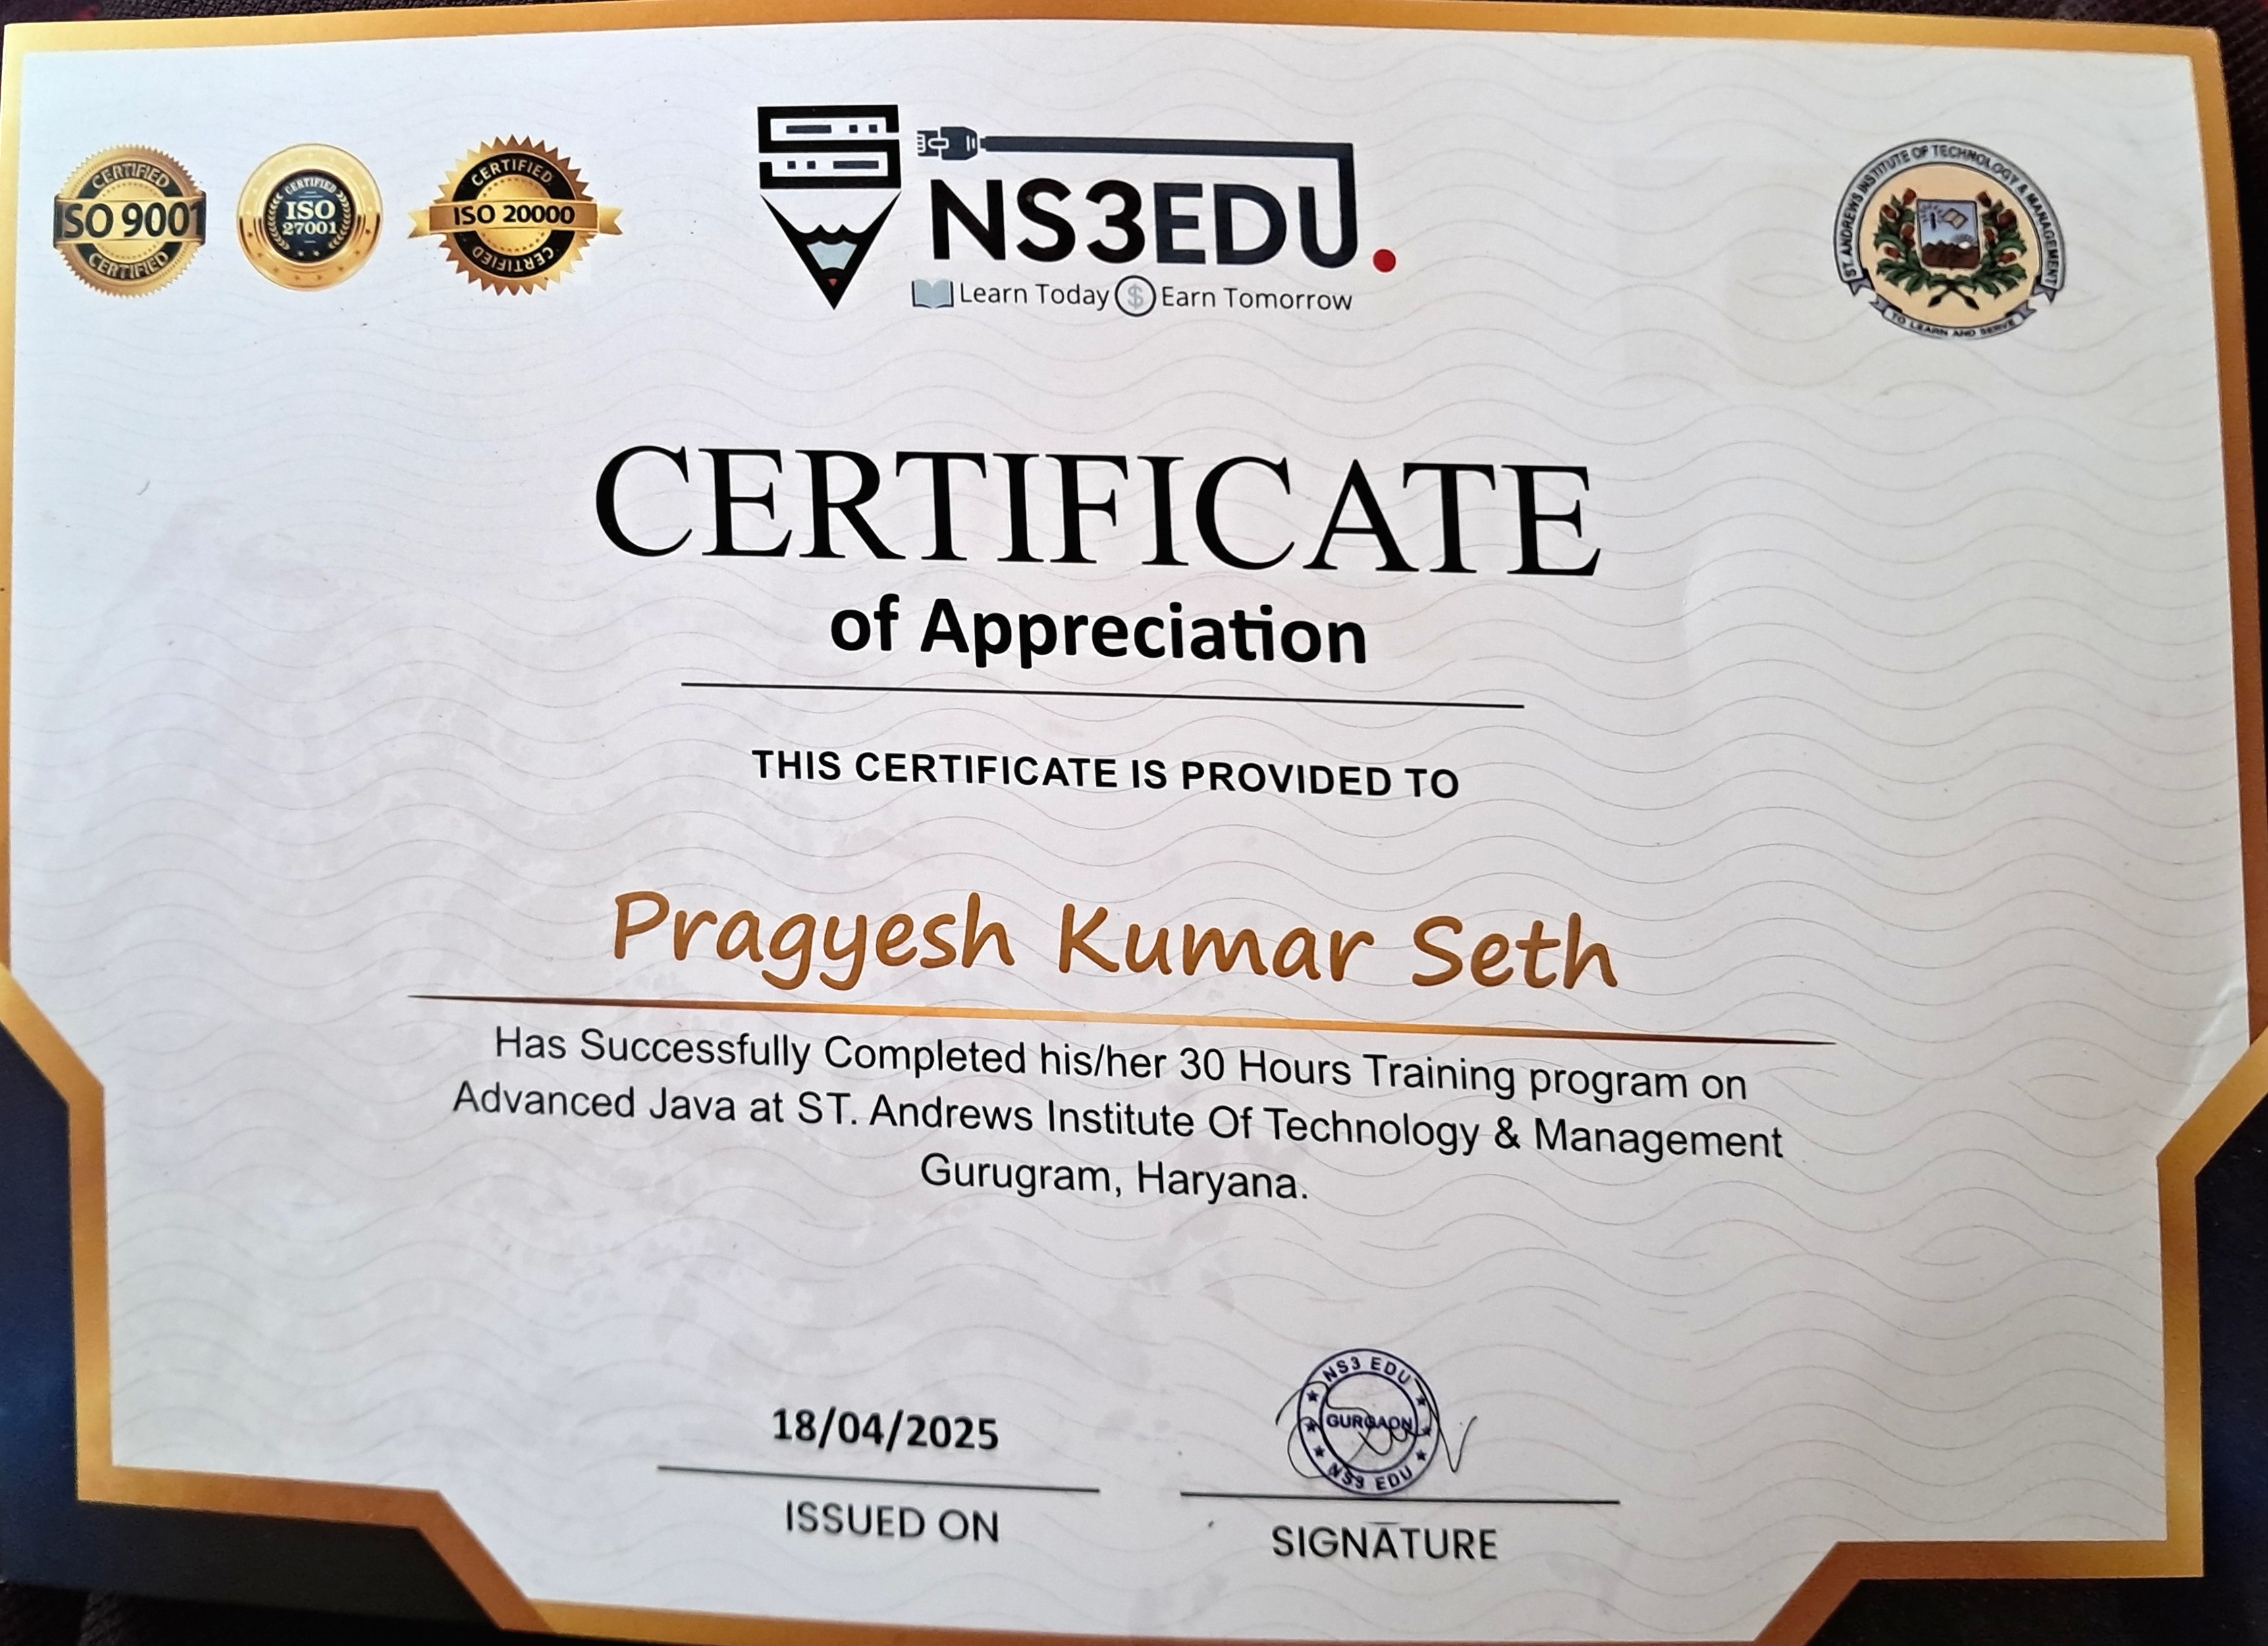 CERTIFIED
ISO 9001
CERTIFIED
CERTIFIED
ISO
27001
CERTIFIED
ISO 20000
CERTIFIED
NS3EDU.
Learn Today $ Earn Tomorrow
ST. ANDREWS INSTITUTE OF TECHNOLOGY & MANAGEMENT
TO LEARN AND SERVE
CERTIFICATE
of Appreciation
THIS CERTIFICATE IS PROVIDED TO
Pragyesh Kumar Seth
Has Successfully Completed his/her 30 Hours Training program on
Advanced Java at ST. Andrews Institute Of Technology & Management
Gurugram, Haryana.
18/04/2025
ISSUED ON
NS3 EDU
GURGAON
NS3 EDU
SIGNATURE